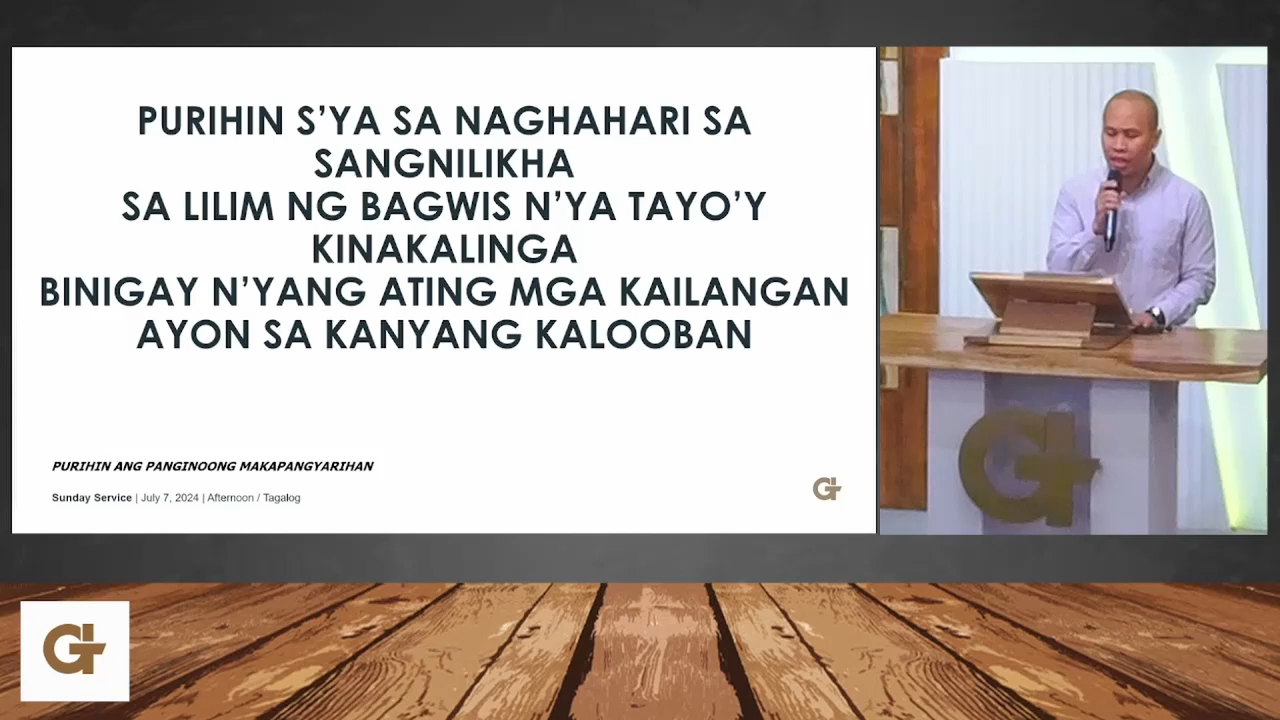 PURIHIN S’YA SA NAGHAHARI SA
SANGNILIKHA
SA LILIM NG BAGWIS N’YA TAYO’Y
KINAKALINGA
BINIGAY N’YANG ATING MGA KAILANGAN
AYON SA KANYANG KALOOBAN
PURIHIN ANG PANGINOONG MAKAPANGYARIHAN
Sunday Service | July 7, 2024 | Afternoon / Tagalog